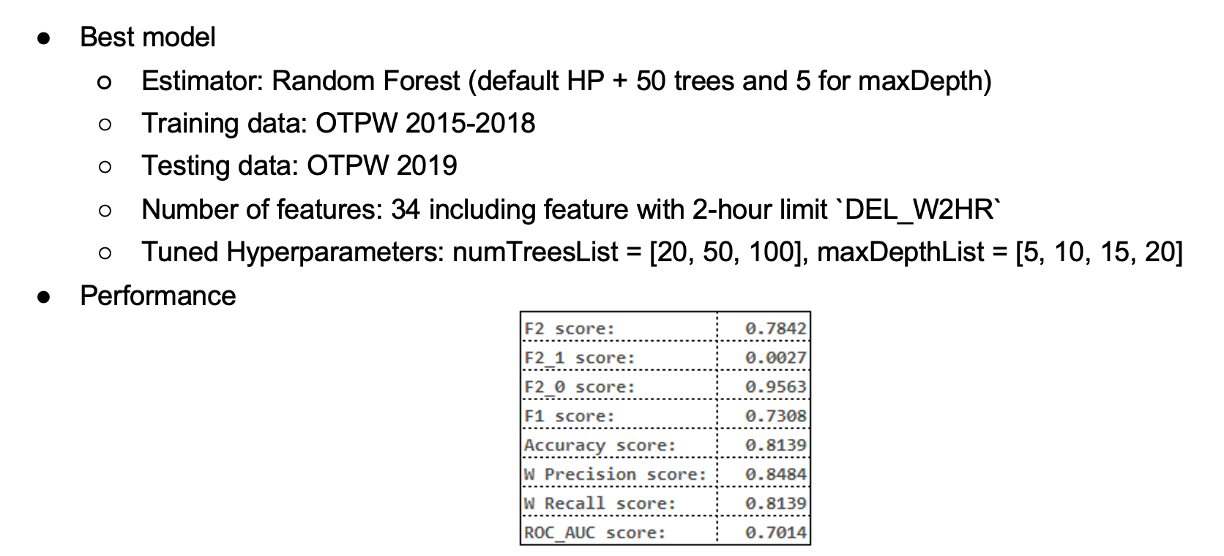 ● Best model
○ Estimator: Random Forest (default HP + 50 trees and 5 for maxDepth)
○ Training data: OTPW 2015-2018
○ Testing data: OTPW 2019
○ Number of features: 34 including feature with 2-hour limit `DEL_W2HR`
○ Tuned Hyperparameters: numTreesList = [20, 50, 100], maxDepthList = [5, 10, 15, 20]
● Performance
F2 score: 0.7842
F2_1 score: 0.0027
F2_0 score: 0.9563
F1 score: 0.7308
Accuracy score: 0.8139
W Precision score: 0.8484
W Recall score: 0.8139
ROC_AUC score: 0.7014